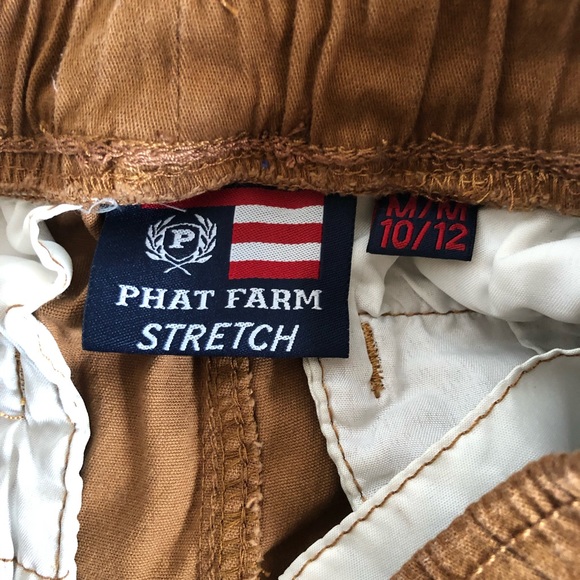 P
PHAT FARM
STRETCH
M/M
10/12